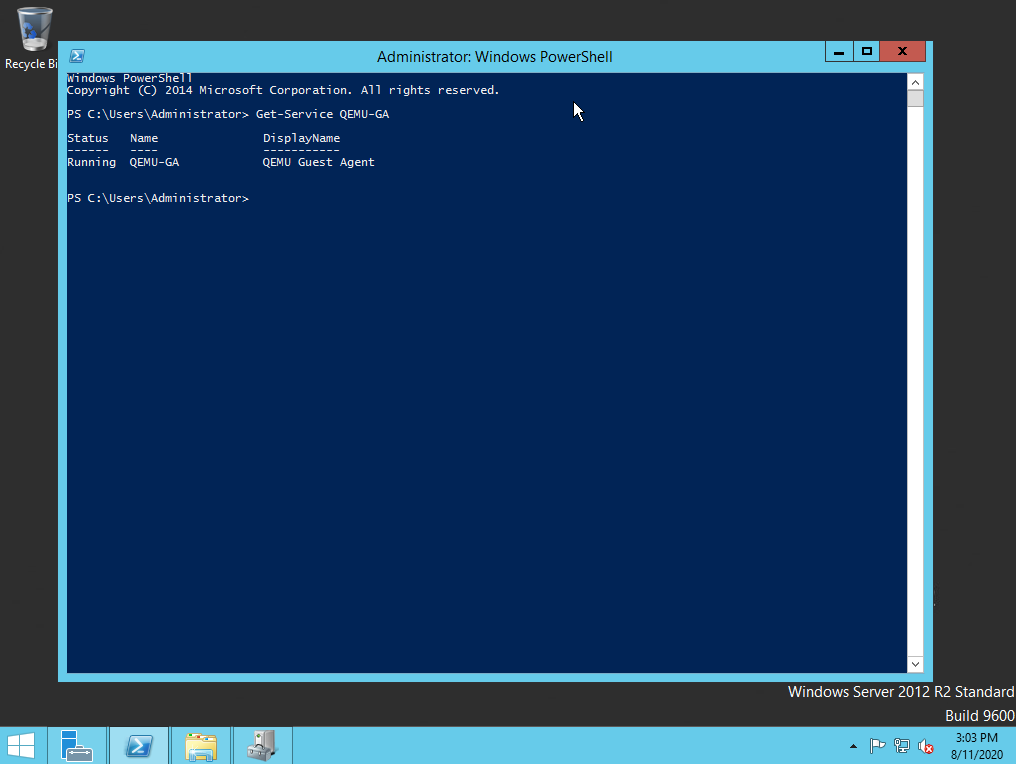 Recycle Bi
Administrator: Windows PowerShell
Windows PowerShell
Copyright (C) 2014 Microsoft Corporation. All rights reserved.
PS C:\Users\Administrator> Get-Service QEMU-GA
Status Name DisplayName
------ ---- -----------
Running QEMU-GA QEMU Guest Agent
PS C:\Users\Administrator>
Windows Server 2012 R2 Standard
Build 9600
3:03 PM
8/11/2020